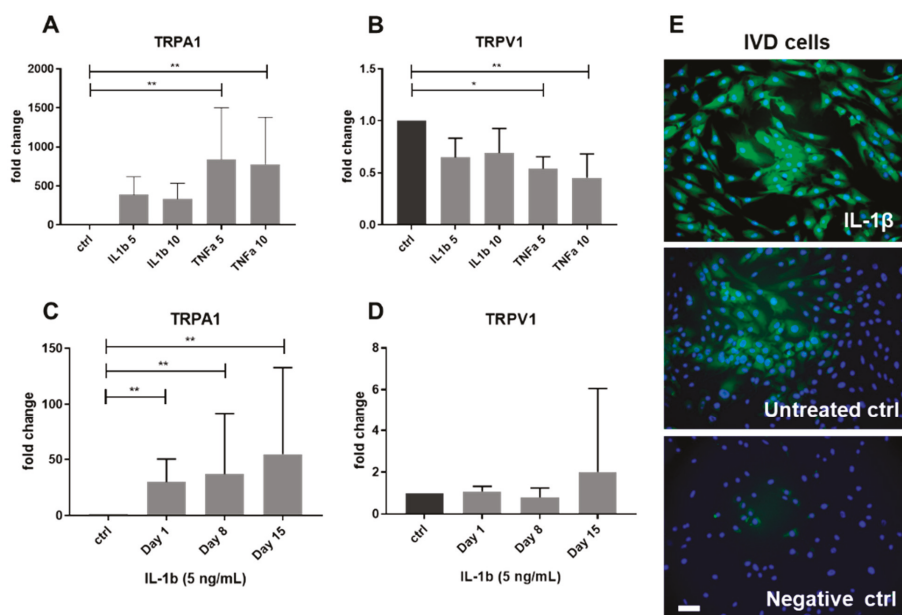 A
TRPA1
fold change
2000
1500
1000
500
0
**
**
ctrl
IL1b 5
IL1b 10
TNFa 5
TNFa 10
B
TRPV1
fold change
1.5
1.0
0.5
0.0
**
*
ctrl
IL1b 5
IL1b 10
TNFa 5
TNFa 10
C
TRPA1
fold change
150
100
50
0
**
**
**
ctrl
Day 1
Day 8
Day 15
IL-1b (5 ng/mL)
D
TRPV1
fold change
8
6
4
2
0
ctrl
Day 1
Day 8
Day 15
IL-1b (5 ng/mL)
E
IVD cells
IL-1β
Untreated ctrl
Negative ctrl